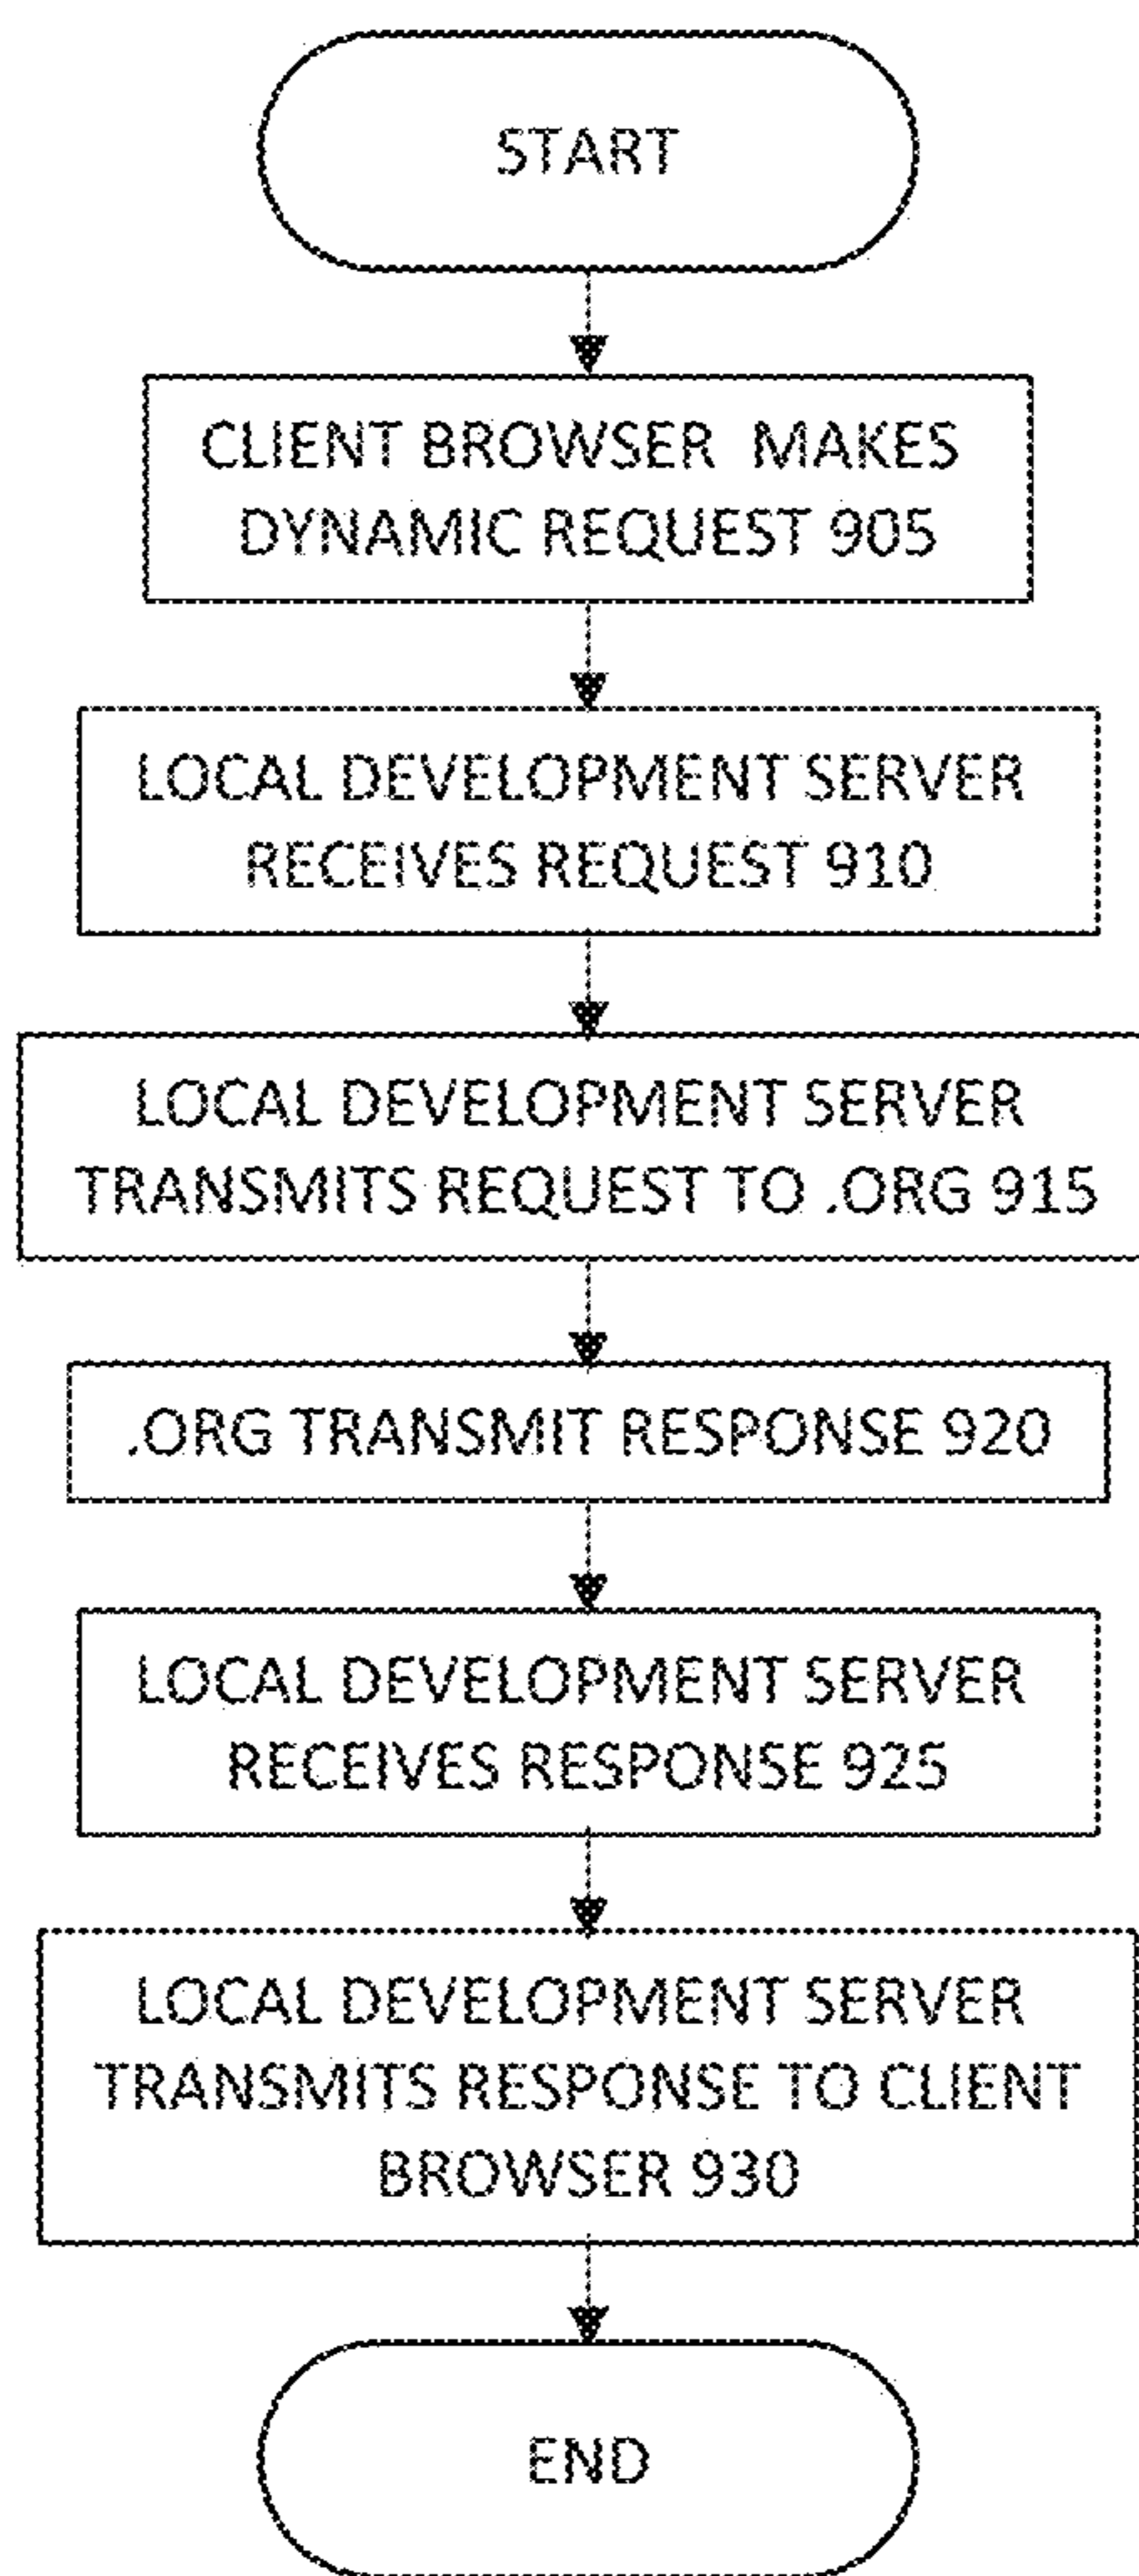 START
CLIENT BROWSER MAKES
DYNAMIC REQUEST 905
LOCAL DEVELOPMENT SERVER
RECEIVES REQUEST 910
LOCAL DEVELOPMENT SERVER
TRANSMITS REQUEST TO .ORG 915
.ORG TRANSMIT RESPONSE 920
LOCAL DEVELOPMENT SERVER
RECEIVES RESPONSE 925
LOCAL DEVELOPMENT SERVER
TRANSMITS RESPONSE TO CLIENT
BROWSER 930
END